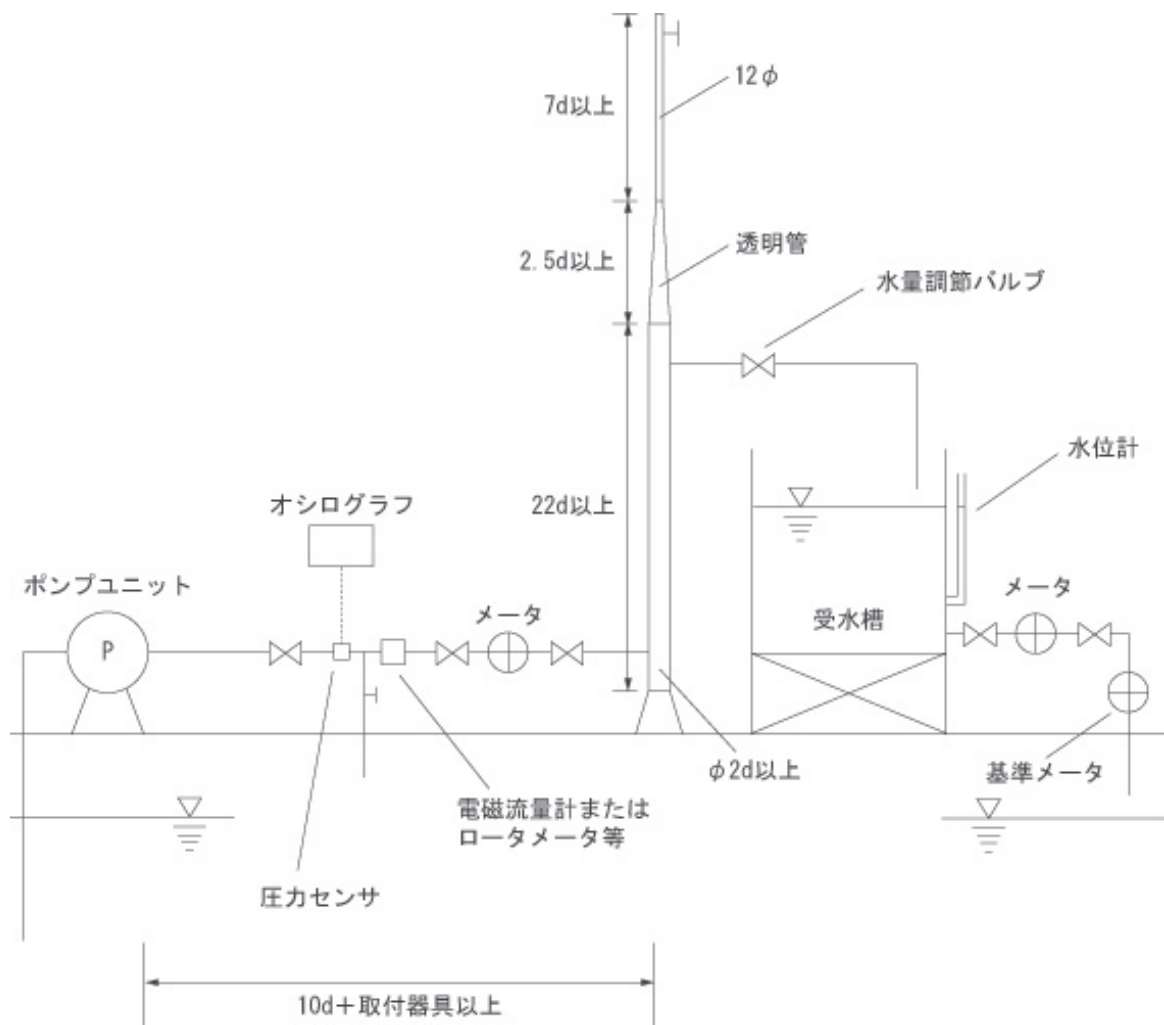 12φ
7d以上
透明管
2.5d以上
水量調節バルブ
水位計
オシログラフ
22d以上
ポンプユニット
メータ
メータ
P
受水槽
φ2d以上
基準メータ
電磁流量計または
ロータメータ等
圧力センサ
10d＋取付器具以上